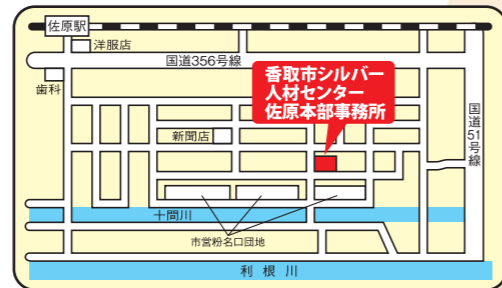 佐原駅
洋服店
国道356号線
歯科
香取市シルバー
人材センター
佐原本部事務所
新聞店
国道51号線
十間川
市営粉名口団地
利根川